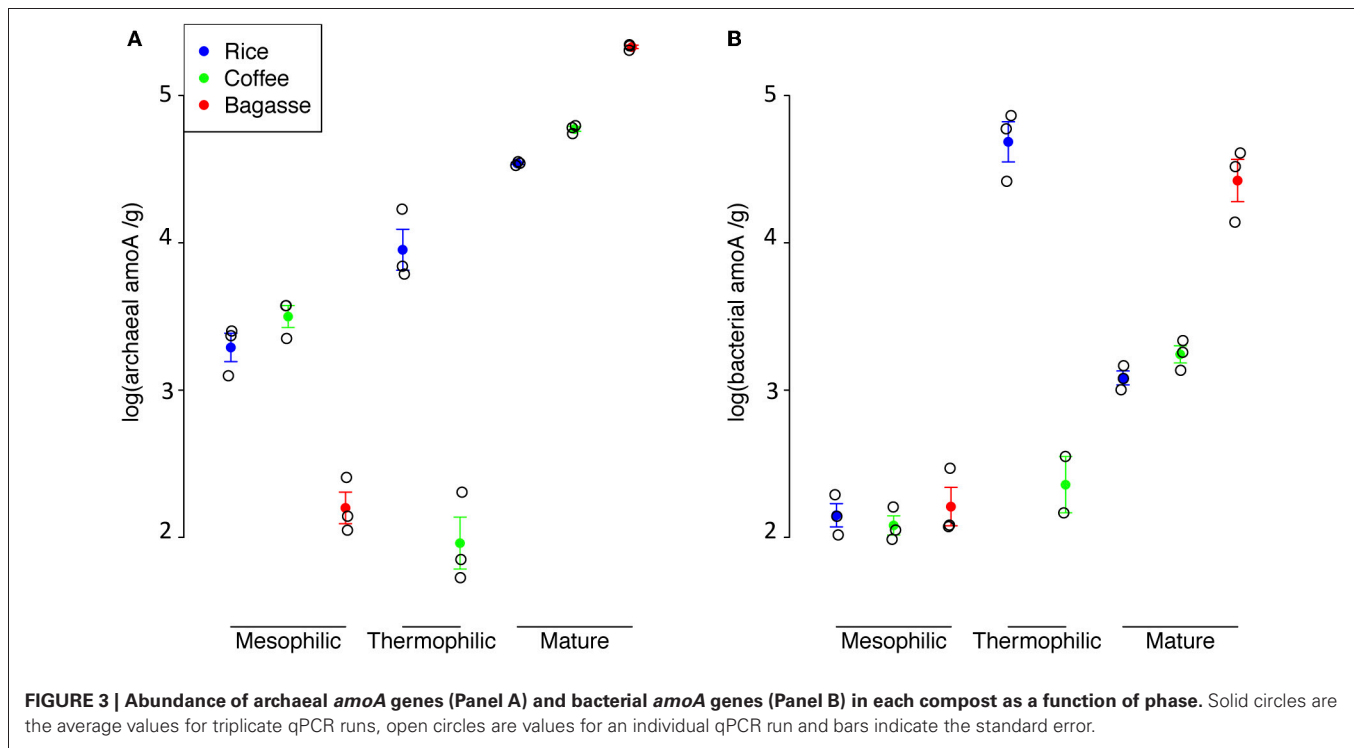 A
Rice
Coffee
Bagasse
log(archaeal amoA /g)
5
4
3
2
Mesophilic Thermophilic Mature
B
log(bacterial amoA /g)
5
4
3
2
Mesophilic Thermophilic Mature
FIGURE 3 | Abundance of archaeal amoA genes (Panel A) and bacterial amoA genes (Panel B) in each compost as a function of phase. Solid circles are
the average values for triplicate qPCR runs, open circles are values for an individual qPCR run and bars indicate the standard error.